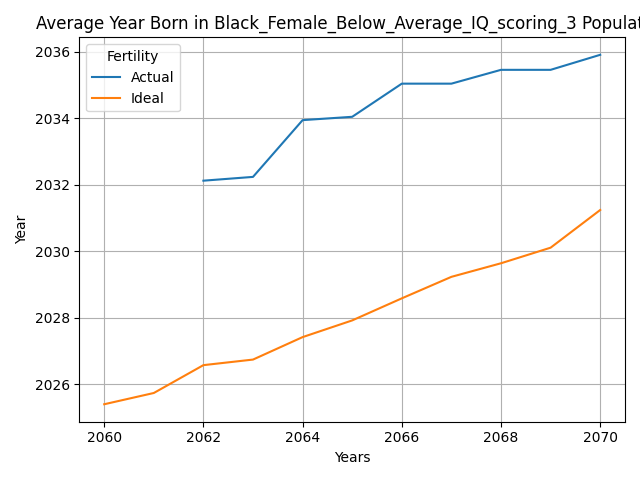 Average Year Born in Black_Female_Below_Average_IQ_scoring_3 Populat
Fertility
Actual
Ideal
2036
2034
2032
2030
2028
2026
Year
2060 2062 2064 2066 2068 2070
Years